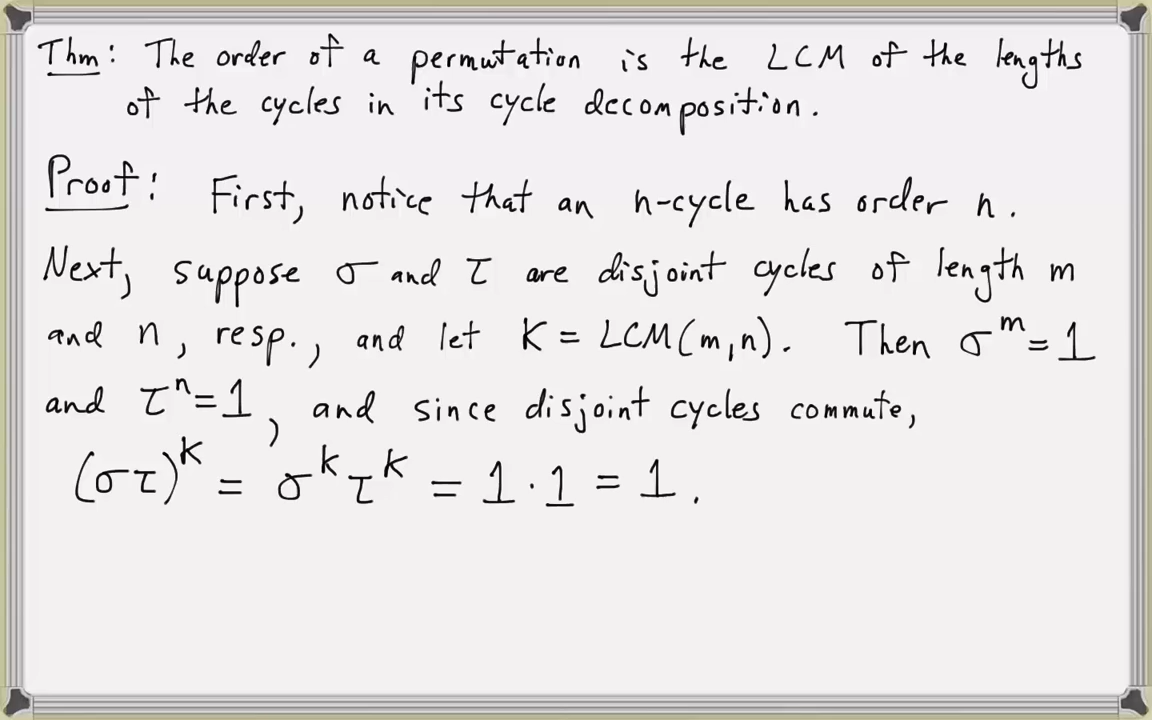 Thm: The order of a permutation is the LCM of the lengths
of the cycles in its cycle decomposition.
Proof: First, notice that an n-cycle has order n.
Next, suppose σ and τ are disjoint cycles of length m
and n, resp., and let K = LCM(m,n). Then σ^m = 1
and τ^n = 1, and since disjoint cycles commute,
(στ)^K = σ^K τ^K = 1 · 1 = 1.